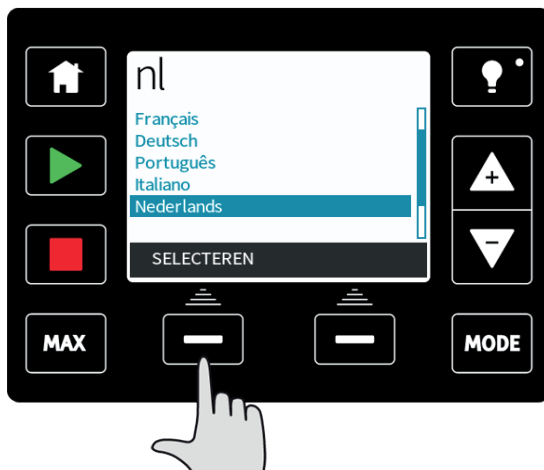 nl
Français
Deutsch
Português
Italiano
Nederlands
SELECTEREN
+
−
MAX
MODE